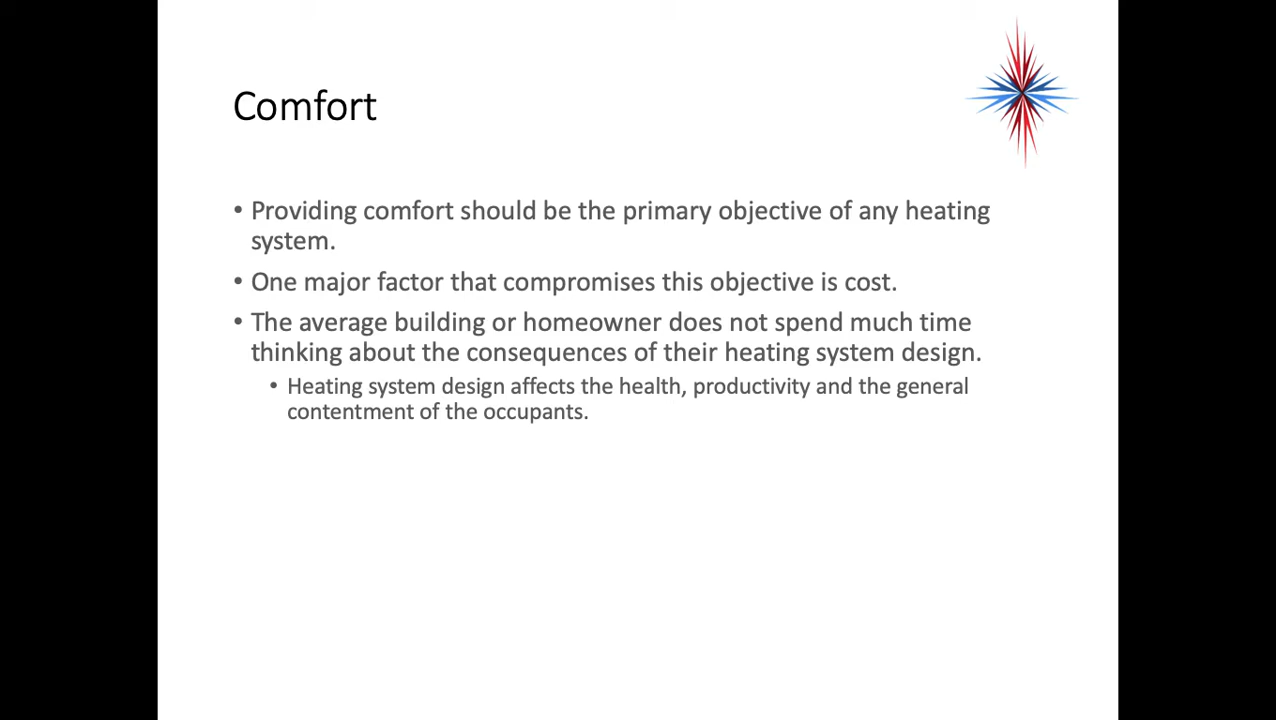 Comfort
• Providing comfort should be the primary objective of any heating
system.
• One major factor that compromises this objective is cost.
• The average building or homeowner does not spend much time
thinking about the consequences of their heating system design.
• Heating system design affects the health, productivity and the general
contentment of the occupants.